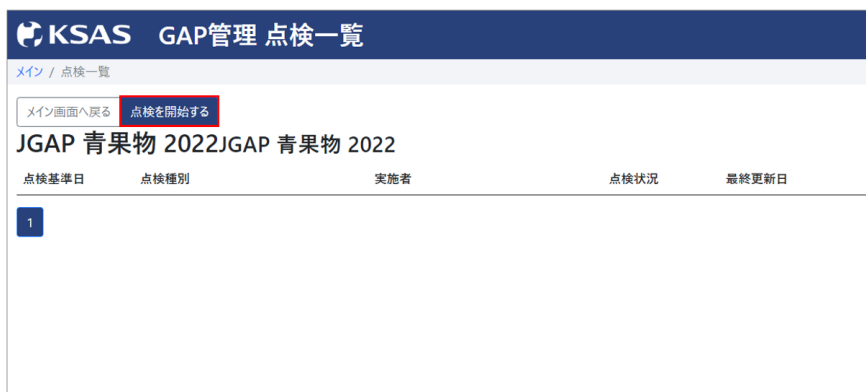 KSAS GAP管理 点検一覧
メイン / 点検一覧
メイン画面へ戻る 点検を開始する
JGAP 青果物 2022JGAP 青果物 2022
点検基準日 点検種別 実施者 点検状況 最終更新日
1